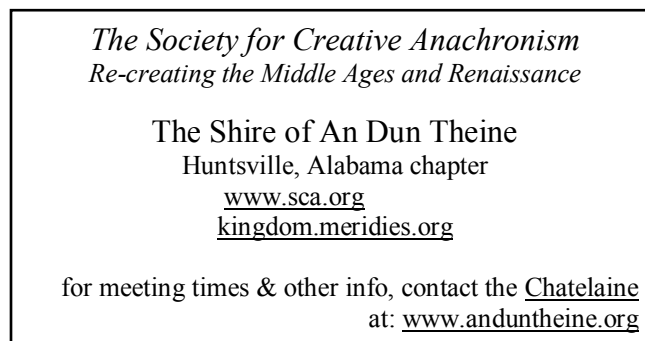 The Society for Creative Anachronism
Re-creating the Middle Ages and Renaissance
The Shire of An Dun Theine
Huntsville, Alabama chapter
www.sca.org
kingdom.meridies.org
for meeting times & other info, contact the Chatelaine
at: www.anduntheine.org